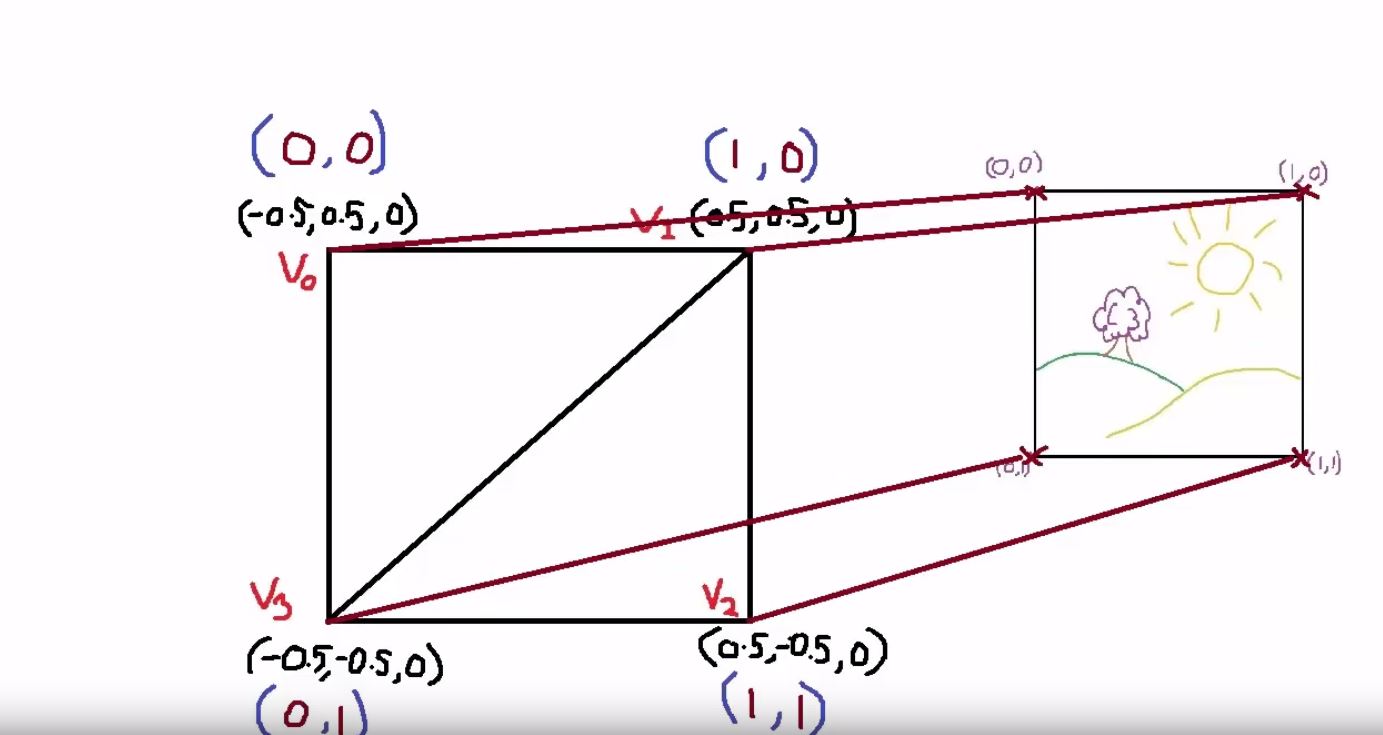 (0,0)
(1,0)
(0,0)
(1,0)
(-0.5,0.5,0)
V1 (0.5,0.5,0)
V0
(0,1)
(1,1)
V3
V2
(-0.5,-0.5,0)
(0.5,-0.5,0)
(0,1)
(1,1)